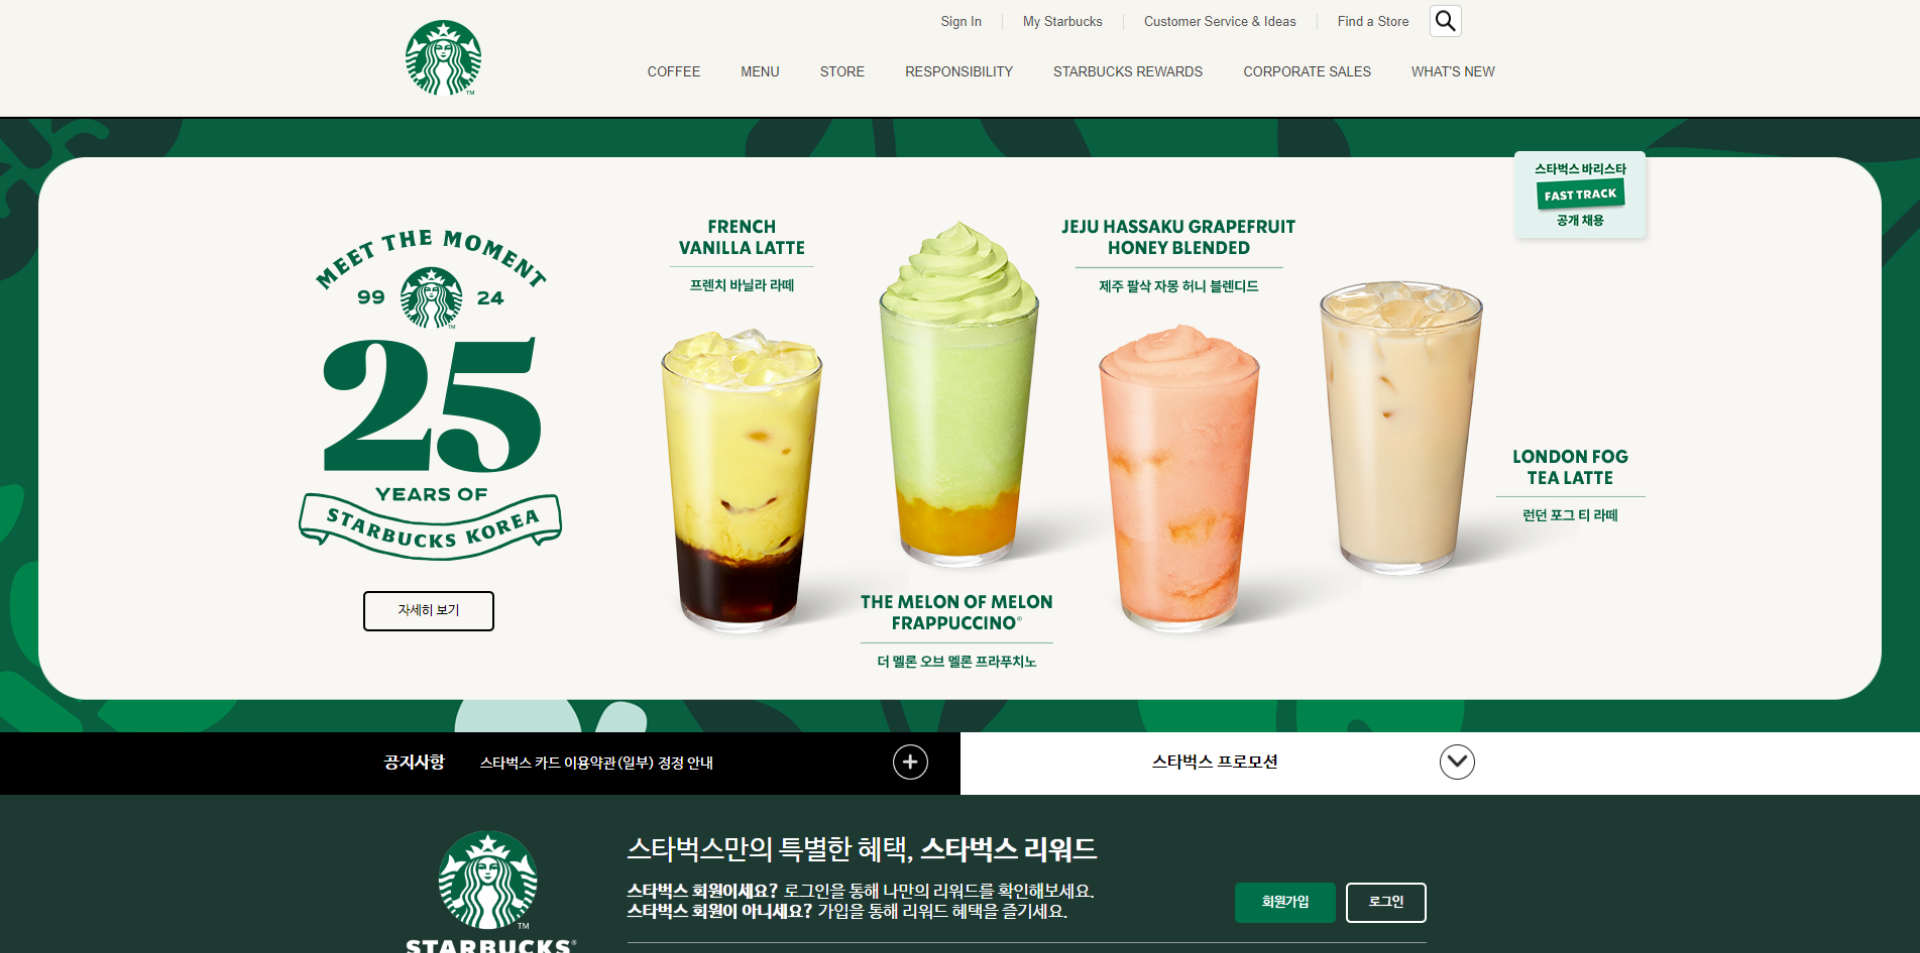 Sign In
My Starbucks
Customer Service & Ideas
Find a Store
COFFEE
MENU
STORE
RESPONSIBILITY
STARBUCKS REWARDS
CORPORATE SALES
WHAT'S NEW
스타벅스 바리스타
FAST TRACK
공개 채용
MEET THE MOMENT
99 24
TM
25
YEARS OF
STARBUCKS KOREA
자세히 보기
FRENCH
VANILLA LATTE
프렌치 바닐라 라떼
THE MELON OF MELON
FRAPPUCCINO®
더 멜론 오브 멜론 프라푸치노
JEJU HASSAKU GRAPEFRUIT
HONEY BLENDED
제주 팔삭 자몽 허니 블렌디드
LONDON FOG
TEA LATTE
런던 포그 티 라떼
공지사항
스타벅스 카드 이용약관(일부) 정정 안내
스타벅스 프로모션
TM
STARBUCKS®
스타벅스만의 특별한 혜택, 스타벅스 리워드
스타벅스 회원이세요? 로그인을 통해 나만의 리워드를 확인해보세요.
스타벅스 회원이 아니세요? 가입을 통해 리워드 혜택을 즐기세요.
회원가입
로그인